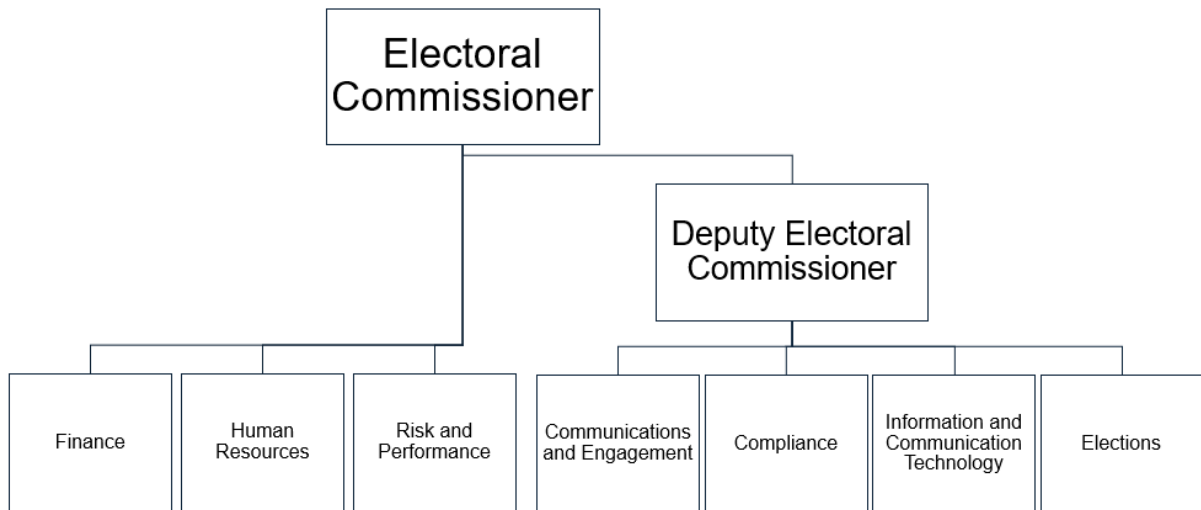 Electoral
Commissioner
Deputy Electoral
Commissioner
Finance
Human
Resources
Risk and
Performance
Communications
and Engagement
Compliance
Information and
Communication
Technology
Elections